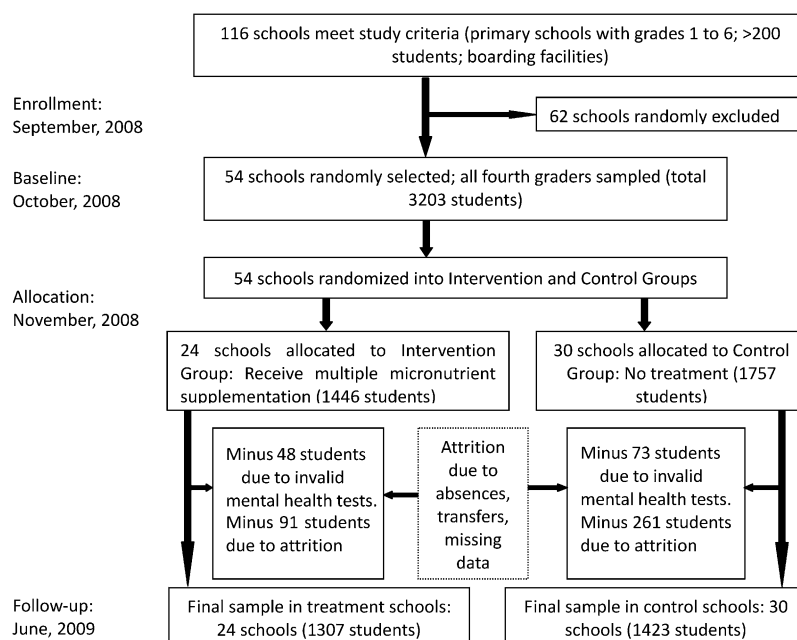 116 schools meet study criteria (primary schools with grades 1 to 6; >200
students; boarding facilities)
Enrollment:
September, 2008
62 schools randomly excluded
Baseline:
October, 2008
54 schools randomly selected; all fourth graders sampled (total
3203 students)
54 schools randomized into Intervention and Control Groups
Allocation:
November, 2008
24 schools allocated to Intervention
Group: Receive multiple micronutrient
supplementation (1446 students)
30 schools allocated to Control
Group: No treatment (1757
students)
Minus 48 students
due to invalid
mental health tests.
Minus 91 students
due to attrition
Attrition
due to
absences,
transfers,
missing
data
Minus 73 students
due to invalid
mental health tests.
Minus 261 students
due to attrition
Follow-up:
June, 2009
Final sample in treatment schools:
24 schools (1307 students)
Final sample in control schools: 30
schools (1423 students)